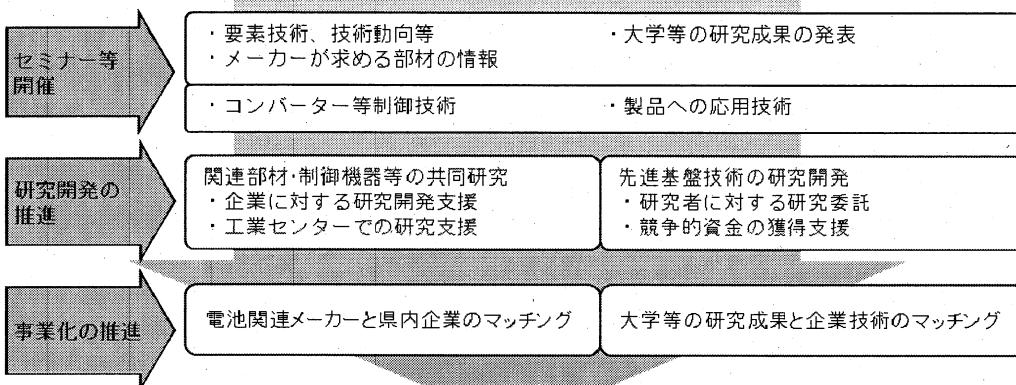 セミナー等
開催
・要素技術、技術動向等
・大学等の研究成果の発表
・メーカーが求める部材の情報
・コンバーター等制御技術
・製品への応用技術
研究開発の
推進
関連部材・制御機器等の共同研究
・企業に対する研究開発支援
・工業センターでの研究支援
先進基盤技術の研究開発
・研究者に対する研究委託
・競争的資金の獲得支援
事業化の推進
電池関連メーカーと県内企業のマッチング
大学等の研究成果と企業技術のマッチング